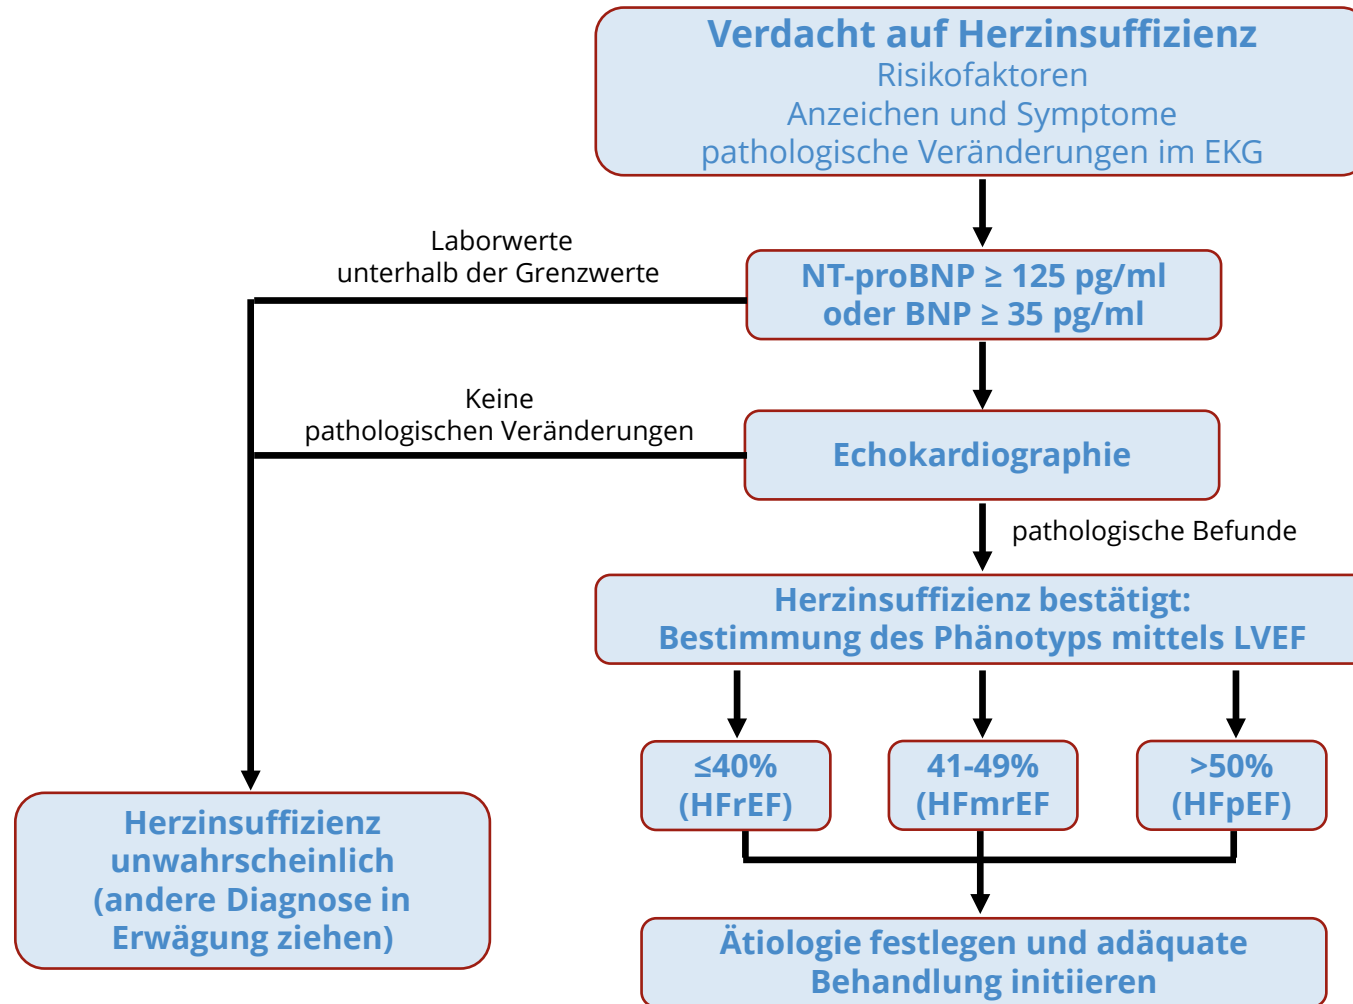 Verdacht auf Herzinsuffizienz
Risikofaktoren
Anzeichen und Symptome
pathologische Veränderungen im EKG
Laborwerte
unterhalb der Grenzwerte
NT-proBNP ≥ 125 pg/ml
oder BNP ≥ 35 pg/ml
Keine
pathologischen Veränderungen
Echokardiographie
pathologische Befunde
Herzinsuffizienz bestätigt:
Bestimmung des Phänotyps mittels LVEF
≤40%
(HFrEF)
41-49%
(HFmrEF
>50%
(HFpEF)
Herzinsuffizienz
unwahrscheinlich
(andere Diagnose in
Erwägung ziehen)
Ätiologie festlegen und adäquate
Behandlung initiieren